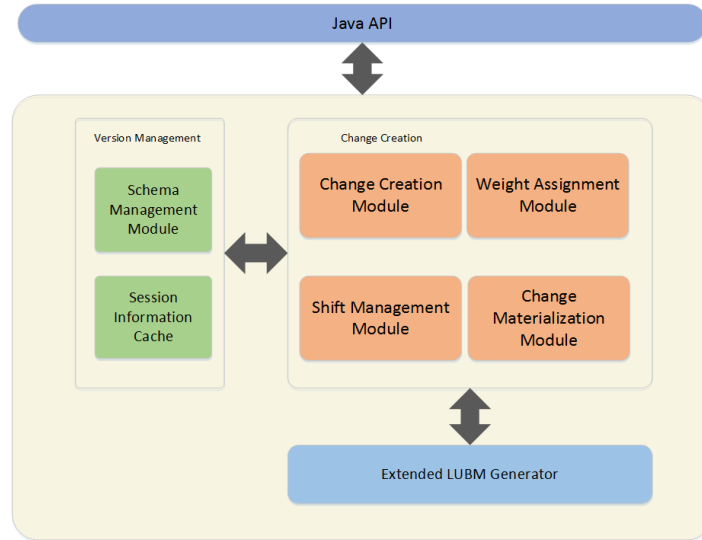 Java API
Version Management
Schema
Management
Module
Session
Information
Cache
Change Creation
Change Creation
Module
Weight Assignment
Module
Shift Management
Module
Change
Materialization
Module
Extended LUBM Generator